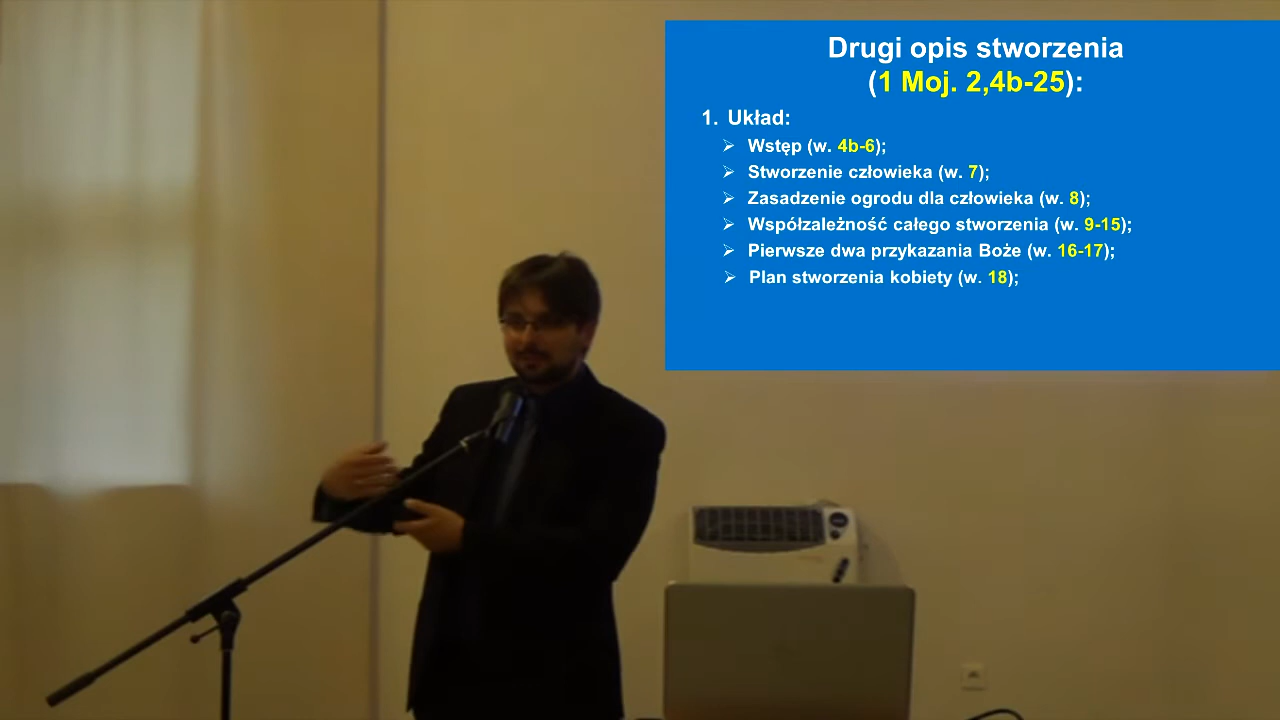 Drugi opis stworzenia
(1 Moj. 2,4b-25):
1. Układ:
➢ Wstęp (w. 4b-6);
➢ Stworzenie człowieka (w. 7);
➢ Zasadzenie ogrodu dla człowieka (w. 8);
➢ Współzależność całego stworzenia (w. 9-15);
➢ Pierwsze dwa przykazania Boże (w. 16-17);
➢ Plan stworzenia kobiety (w. 18);